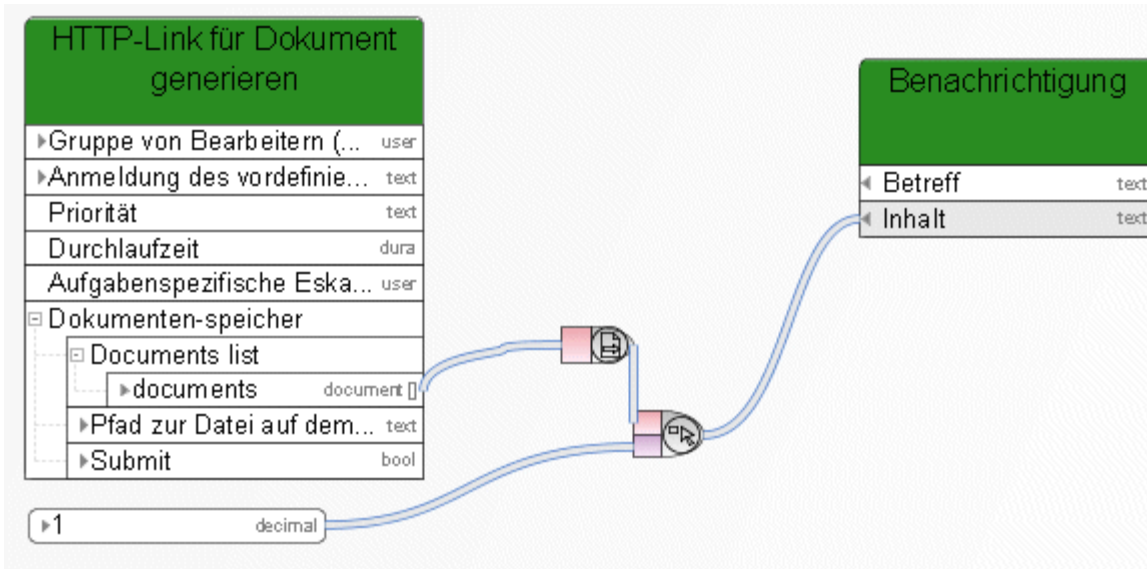 HTTP-Link für Dokument
generieren
Gruppe von Bearbeitern (... user
Anmeldung des vordefinie... text
Priorität text
Durchlaufzeit dura
Aufgabenspezifische Eska... user
Dokumenten-speicher
Documents list
documents document []
Pfad zur Datei auf dem... text
Submit bool
1 decimal
Benachrichtigung
Betreff text
Inhalt text